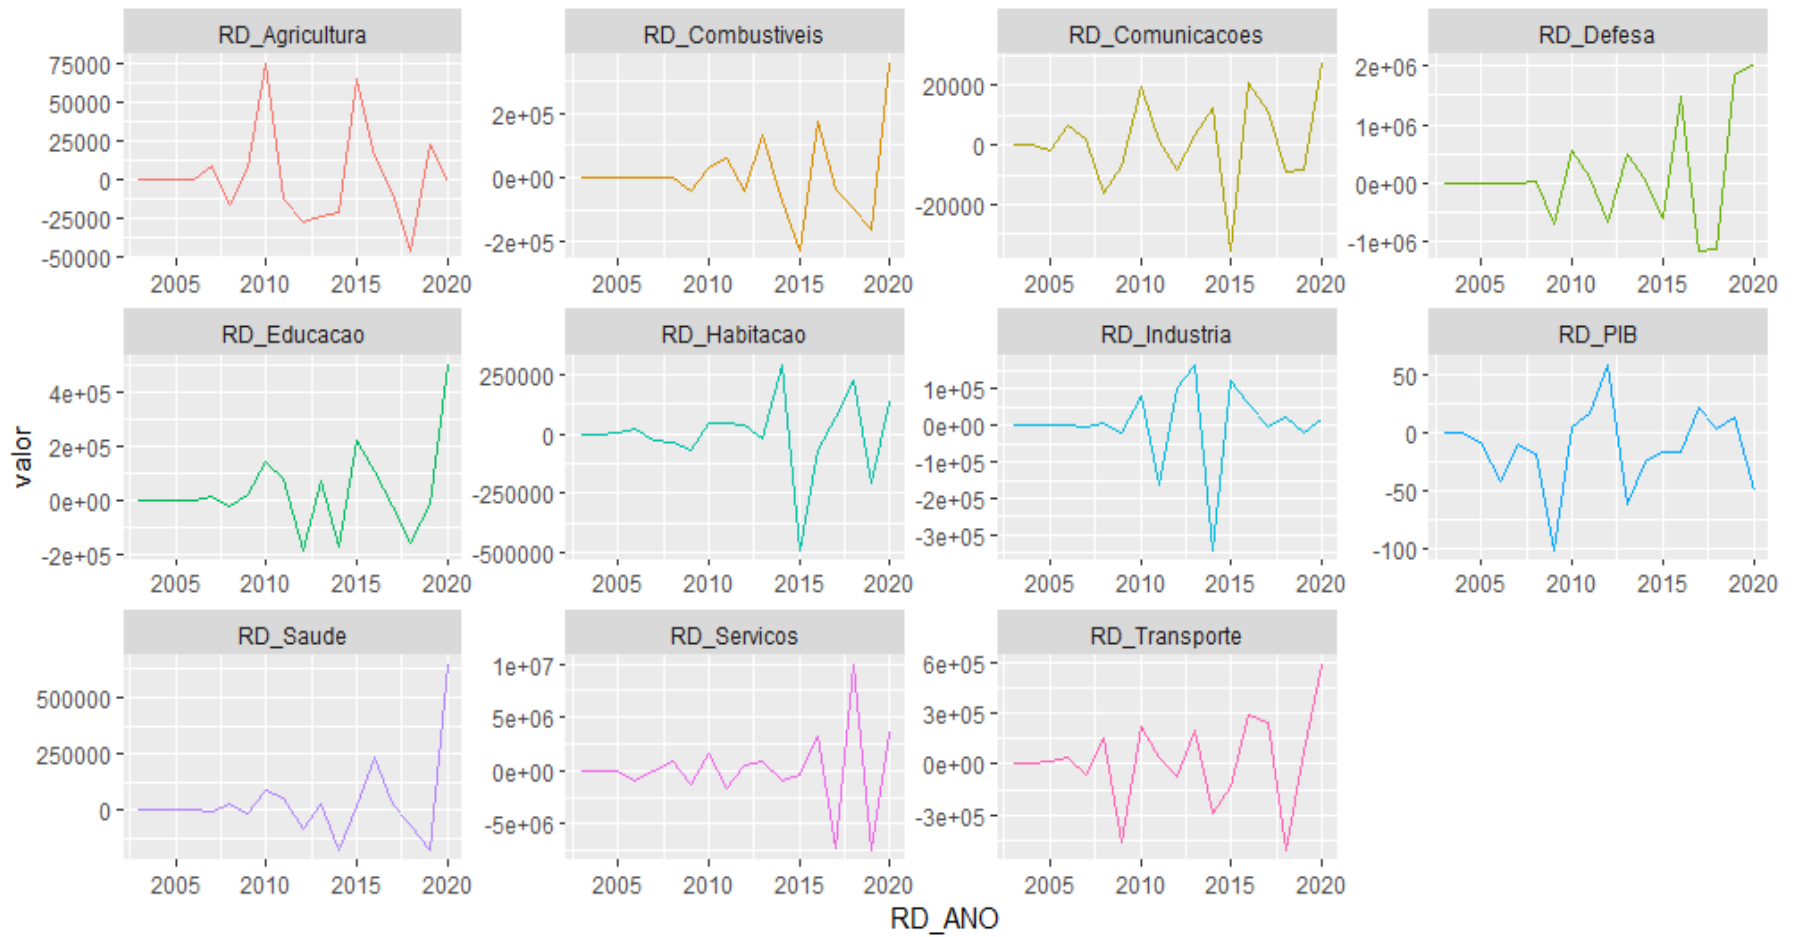 RD_Agricultura
RD_Combustiveis
RD_Comunicacoes
RD_Defesa
75000
50000
25000
0
-25000
-50000
2e+05
0e+00
-2e+05
20000
0
-20000
2e+06
1e+06
0e+00
-1e+06
2005 2010 2015 2020
2005 2010 2015 2020
2005 2010 2015 2020
2005 2010 2015 2020
RD_Educacao
RD_Habitacao
RD_Industria
RD_PIB
valor
4e+05
2e+05
0e+00
-2e+05
250000
0
-250000
-500000
1e+05
0e+00
-1e+05
-2e+05
-3e+05
50
0
-50
-100
2005 2010 2015 2020
2005 2010 2015 2020
2005 2010 2015 2020
2005 2010 2015 2020
RD_Saude
RD_Servicos
RD_Transporte
500000
250000
0
1e+07
5e+06
0e+00
-5e+06
6e+05
3e+05
0e+00
-3e+05
2005 2010 2015 2020
2005 2010 2015 2020
2005 2010 2015 2020
RD_ANO